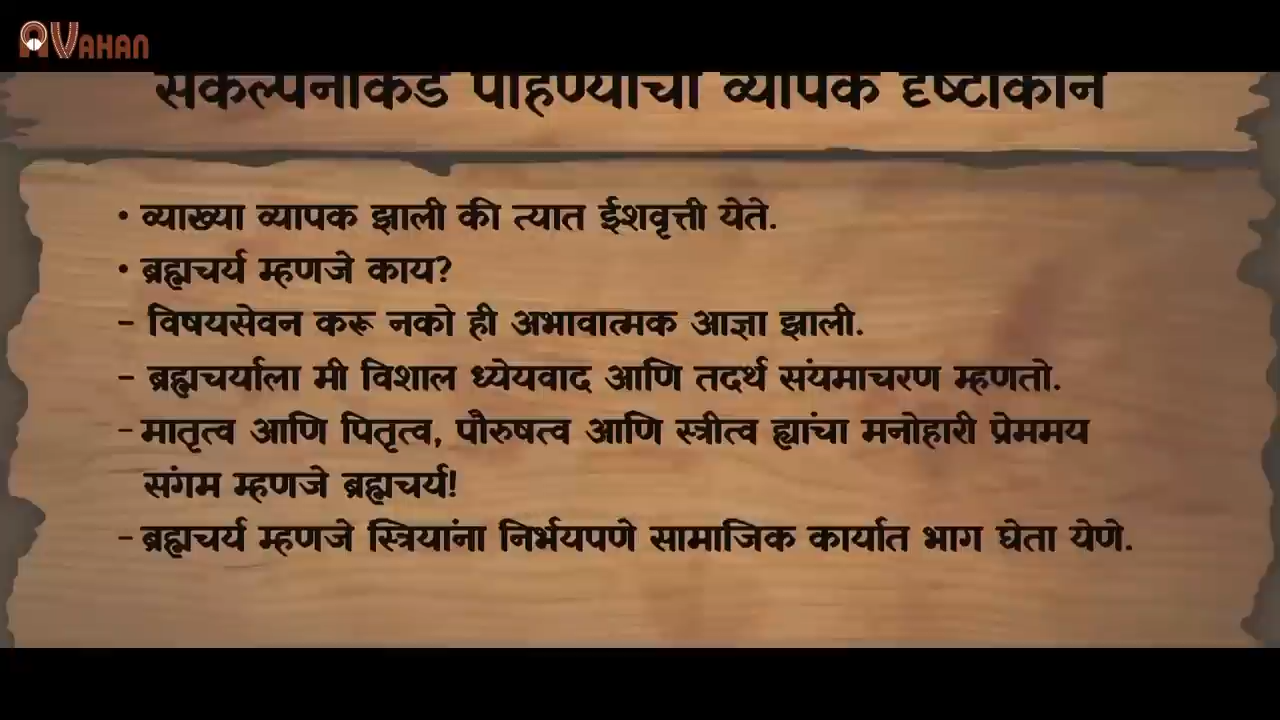 AVAHAN
संकल्पनांकडे पाहण्याचा व्यापक दृष्टीकोन
• व्याख्या व्यापक झाली की त्यात ईशवृत्ती येते.
• ब्रह्मचर्य म्हणजे काय?
- विषयसेवन करू नको ही अभावात्मक आज्ञा झाली.
- ब्रह्मचर्याला मी विशाल ध्येयवाद आणि तदर्थ संयमाचरण म्हणतो.
- मातृत्व आणि पितृत्व, पौरुषत्व आणि स्त्रीत्व ह्यांचा मनोहारी प्रेममय
संगम म्हणजे ब्रह्मचर्य!
- ब्रह्मचर्य म्हणजे स्त्रियांना निर्भयपणे सामाजिक कार्यात भाग घेता येणे.